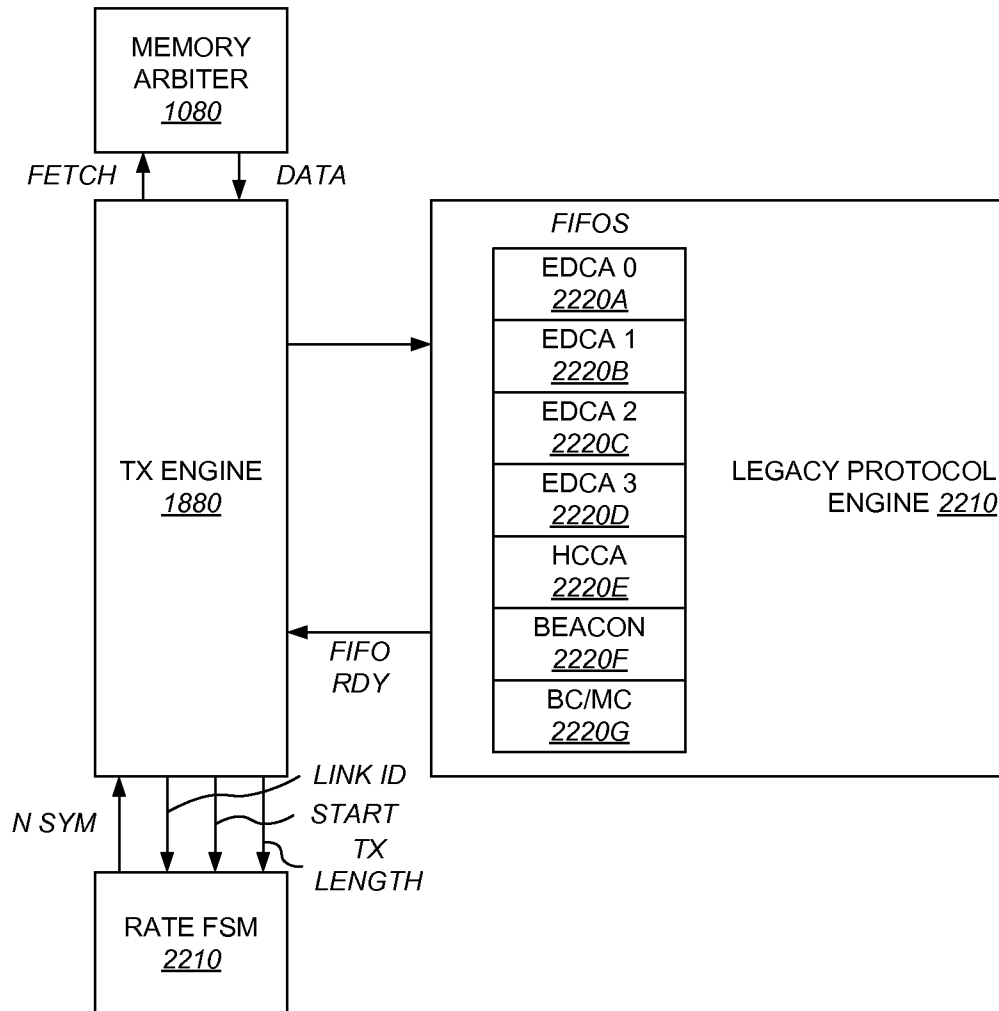 MEMORY
ARBITER
1080
FETCH
DATA
FIFOS
EDCA 0
2220A
EDCA 1
2220B
EDCA 2
2220C
EDCA 3
2220D
HCCA
2220E
BEACON
2220F
BC/MC
2220G
TX ENGINE
1880
LEGACY PROTOCOL
ENGINE 2210
FIFO
RDY
N SYM
LINK ID
START
TX
LENGTH
RATE FSM
2210